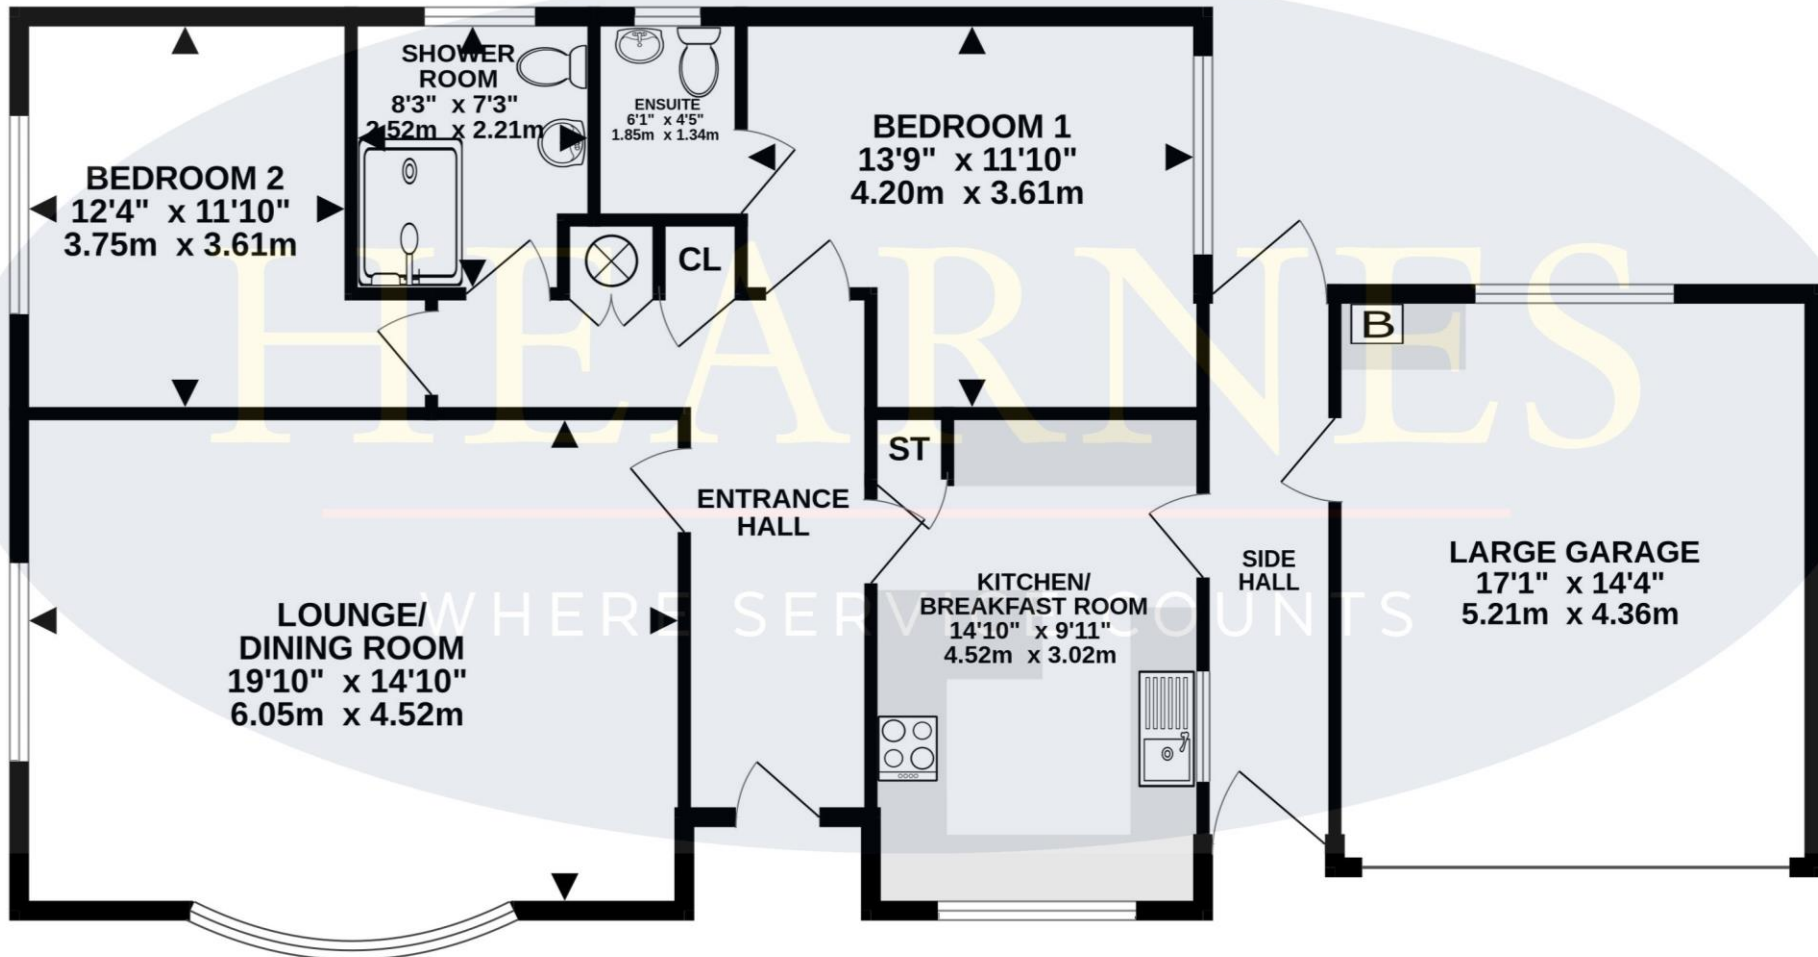 SHOWER
ROOM
8'3" x 7'3"
2.52m x 2.21m
ENSUITE
6'1" x 4'5"
1.85m x 1.34m
BEDROOM 1
13'9" x 11'10"
4.20m x 3.61m
BEDROOM 2
12'4" x 11'10"
3.75m x 3.61m
CL
HEARNES
B
ST
ENTRANCE
HALL
SIDE
HALL
LARGE GARAGE
17'1" x 14'4"
5.21m x 4.36m
KITCHEN/
BREAKFAST ROOM
14'10" x 9'11"
4.52m x 3.02m
WHERE SERVICE COUNTS
LOUNGE/
DINING ROOM
19'10" x 14'10"
6.05m x 4.52m